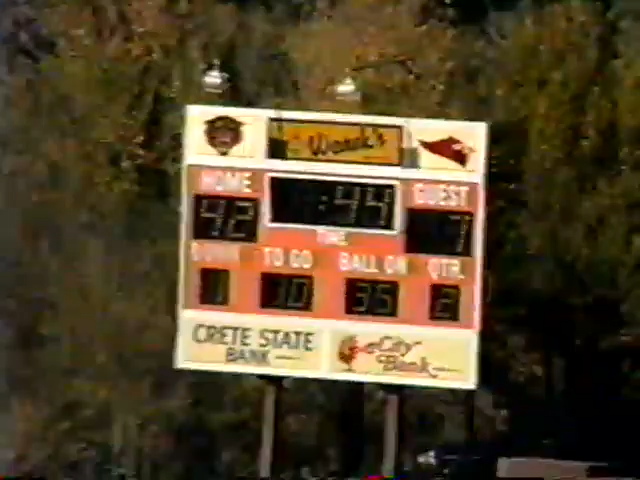 Wanek's
HOME
:44
GUEST
42
7
TIME
DOWN TO GO BALL ON QTR.
1 10 35 2
CRETE STATE
BANK
City
Bank